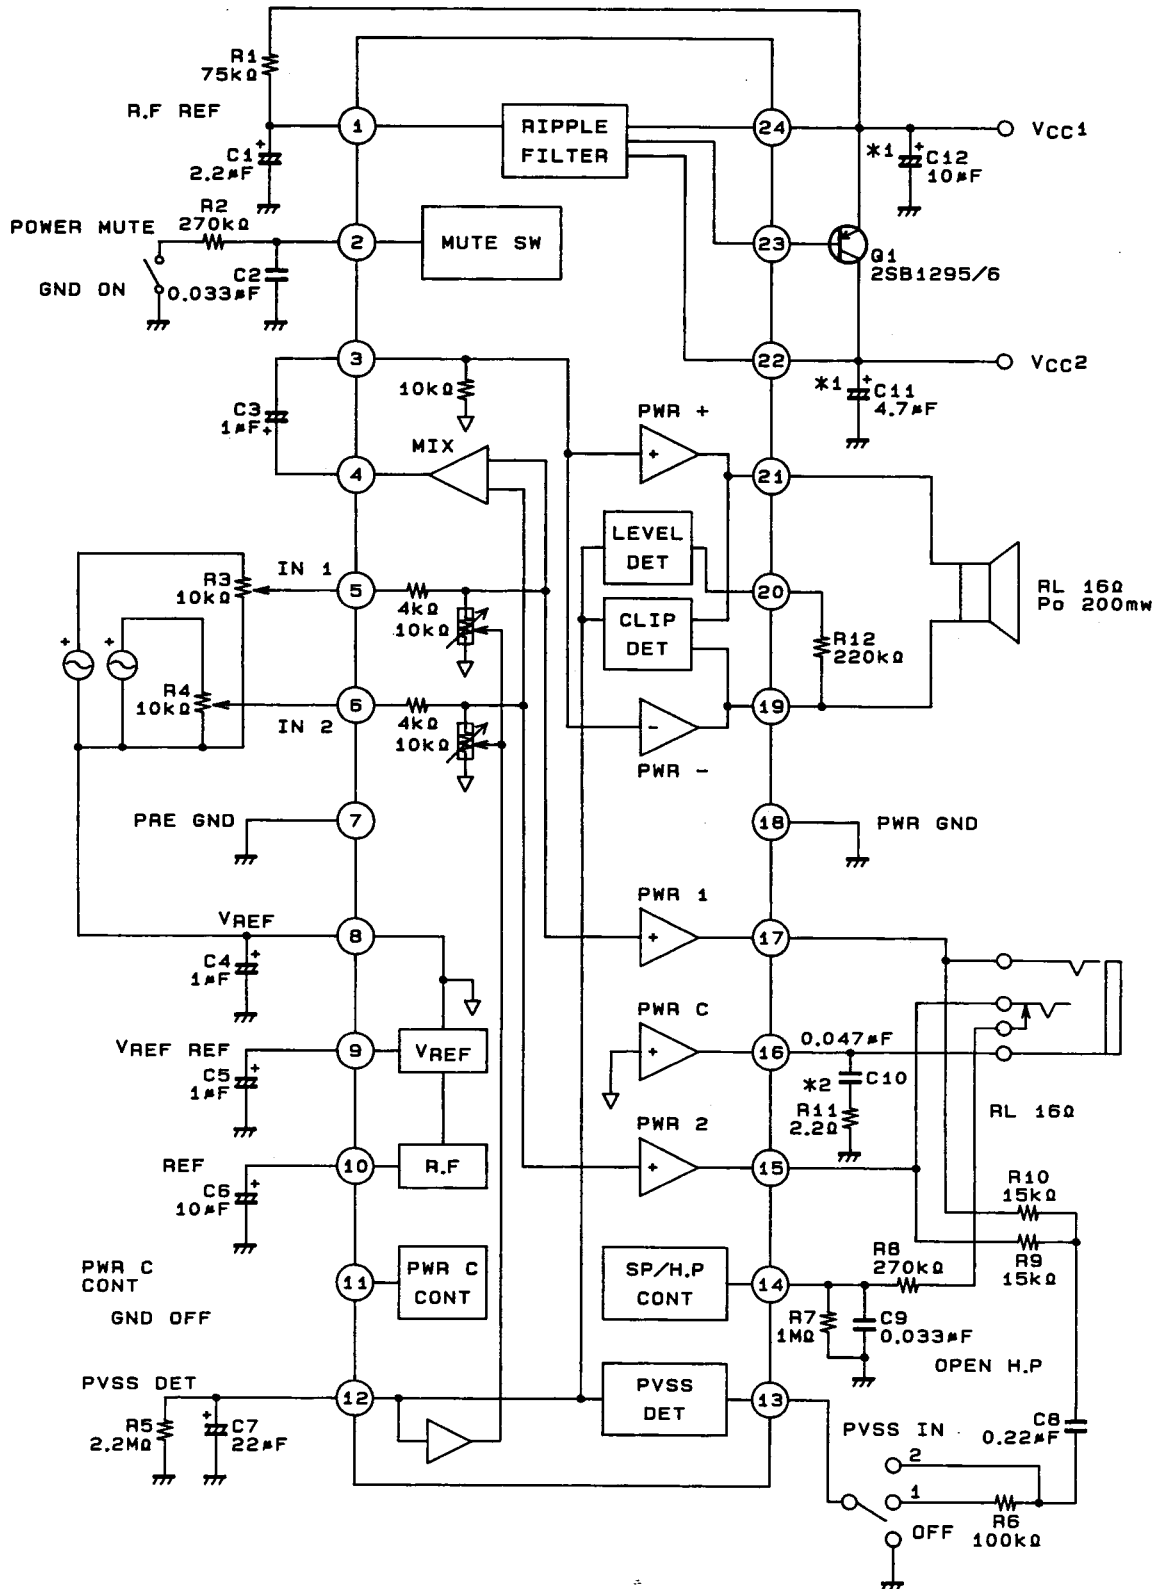 R1
75kΩ
R.F REF
1
RIPPLE
FILTER
24
VCC1
C1
2.2μF
*1
C12
10μF
R2
270kΩ
POWER MUTE
2
MUTE SW
23
Q1
2SB1295/6
C2
0.033μF
GND ON
3
22
VCC2
10kΩ
*1
C11
4.7μF
C3
1μF
PWR +
MIX
4
+
21
LEVEL
DET
IN 1
5
20
R3
10kΩ
4kΩ
10kΩ
CLIP
DET
R12
220kΩ
RL 16Ω
Po 200mw
R4
10kΩ
6
19
IN 2
4kΩ
10kΩ
-
PWR -
PRE GND
7
18
PWR GND
PWR 1
VREF
8
+
17
C4
1μF
PWR C
0.047μF
VREF REF
9
VREF
+
16
C5
1μF
*2
C10
R11
2.2Ω
RL 16Ω
PWR 2
REF
10
R.F
+
15
C6
10μF
R10
15kΩ
R9
15kΩ
R8
270kΩ
PWR C
CONT
11
PWR C
CONT
SP/H.P
CONT
14
GND OFF
R7
1MΩ
C9
0.033μF
OPEN H.P
PVSS DET
12
PVSS
DET
13
R5
2.2MΩ
C7
22μF
PVSS IN
C8
0.22μF
2
1
OFF
R6
100kΩ